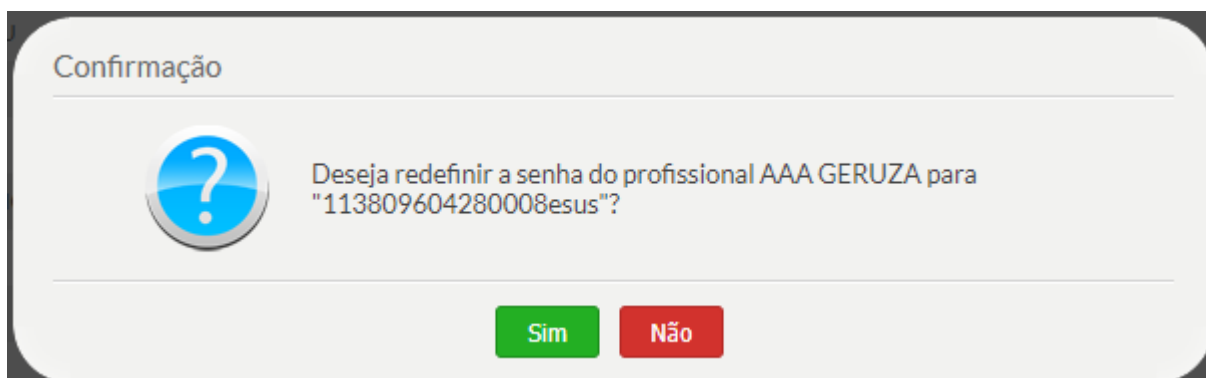 Confirmação
Deseja redefinir a senha do profissional AAA GERUZA para
"113809604280008esus"?
Sim
Não